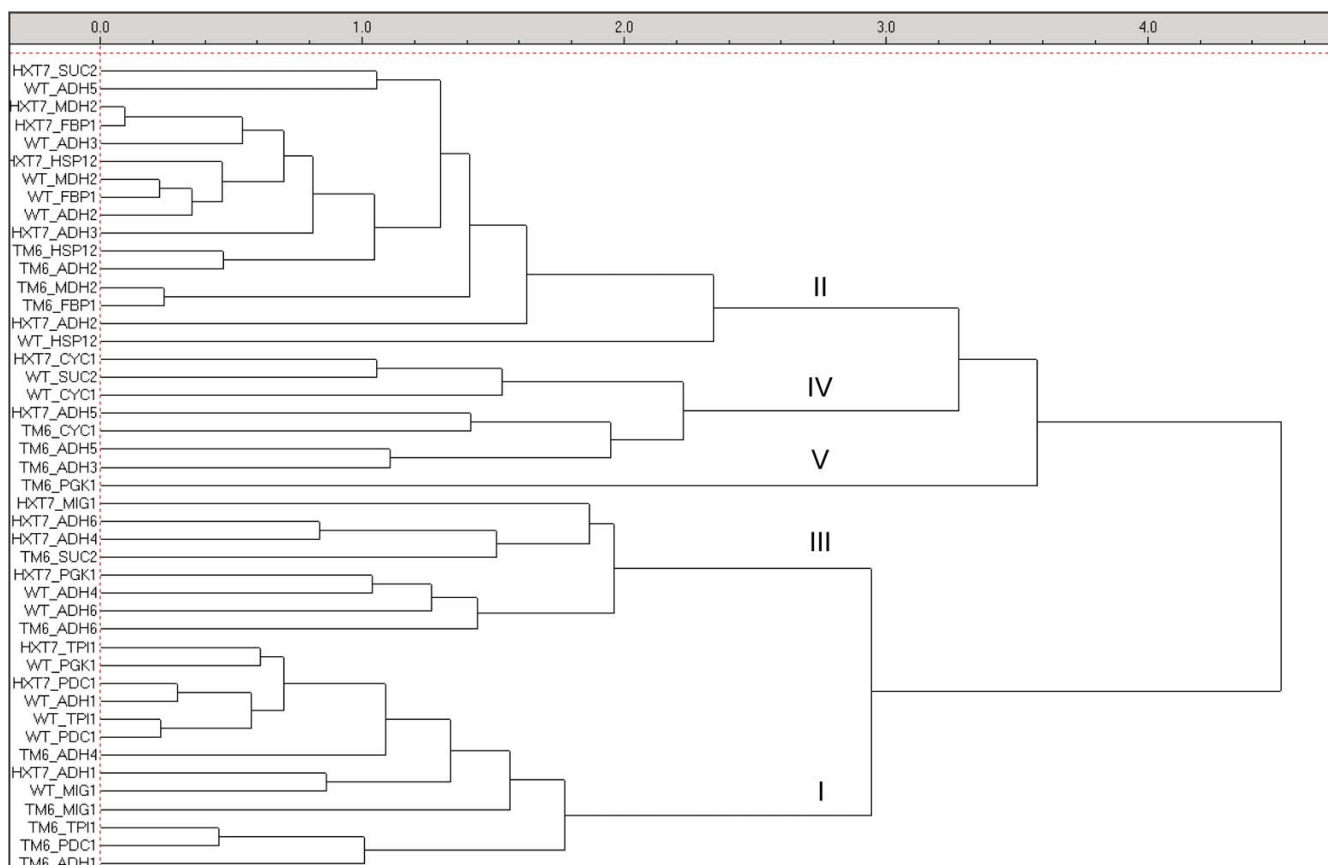 0.0 1.0 2.0 3.0 4.0
HXT7_SUC2
WT_ADH5
HXT7_MDH2
HXT7_FBP1
WT_ADH3
HXT7_HSP12
WT_MDH2
WT_FBP1
WT_ADH2
HXT7_ADH3
TM6_HSP12
TM6_ADH2
TM6_MDH2
II
TM6_FBP1
HXT7_ADH2
WT_HSP12
HXT7_CYC1
WT_SUC2
IV
WT_CYC1
HXT7_ADH5
TM6_CYC1
TM6_ADH5
V
TM6_ADH3
TM6_PGK1
HXT7_MIG1
HXT7_ADH6
HXT7_ADH4
III
TM6_SUC2
HXT7_PGK1
WT_ADH4
WT_ADH6
TM6_ADH6
HXT7_TPI1
WT_PGK1
HXT7_PDC1
WT_ADH1
WT_TPI1
WT_PDC1
TM6_ADH4
HXT7_ADH1
WT_MIG1
I
TM6_MIG1
TM6_TPI1
TM6_PDC1
TM6_ADH1